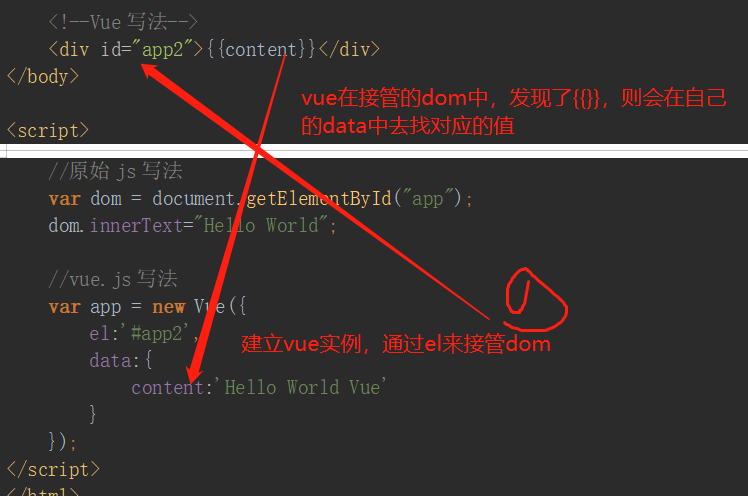 <!--Vue 写法-->
<div id="app2">{{content}}</div>
</body>
vue在接管的dom中，发现了{{}}，则会在自己
的data中去找对应的值
<script>
//原始 js 写法
var dom = document.getElementById("app");
dom.innerText="Hello World";
//vue.js 写法
var app = new Vue({
el:'#app2',
建立vue实例，通过el来接管dom
data:{
content:'Hello World Vue'
}
});
</script>
</html>